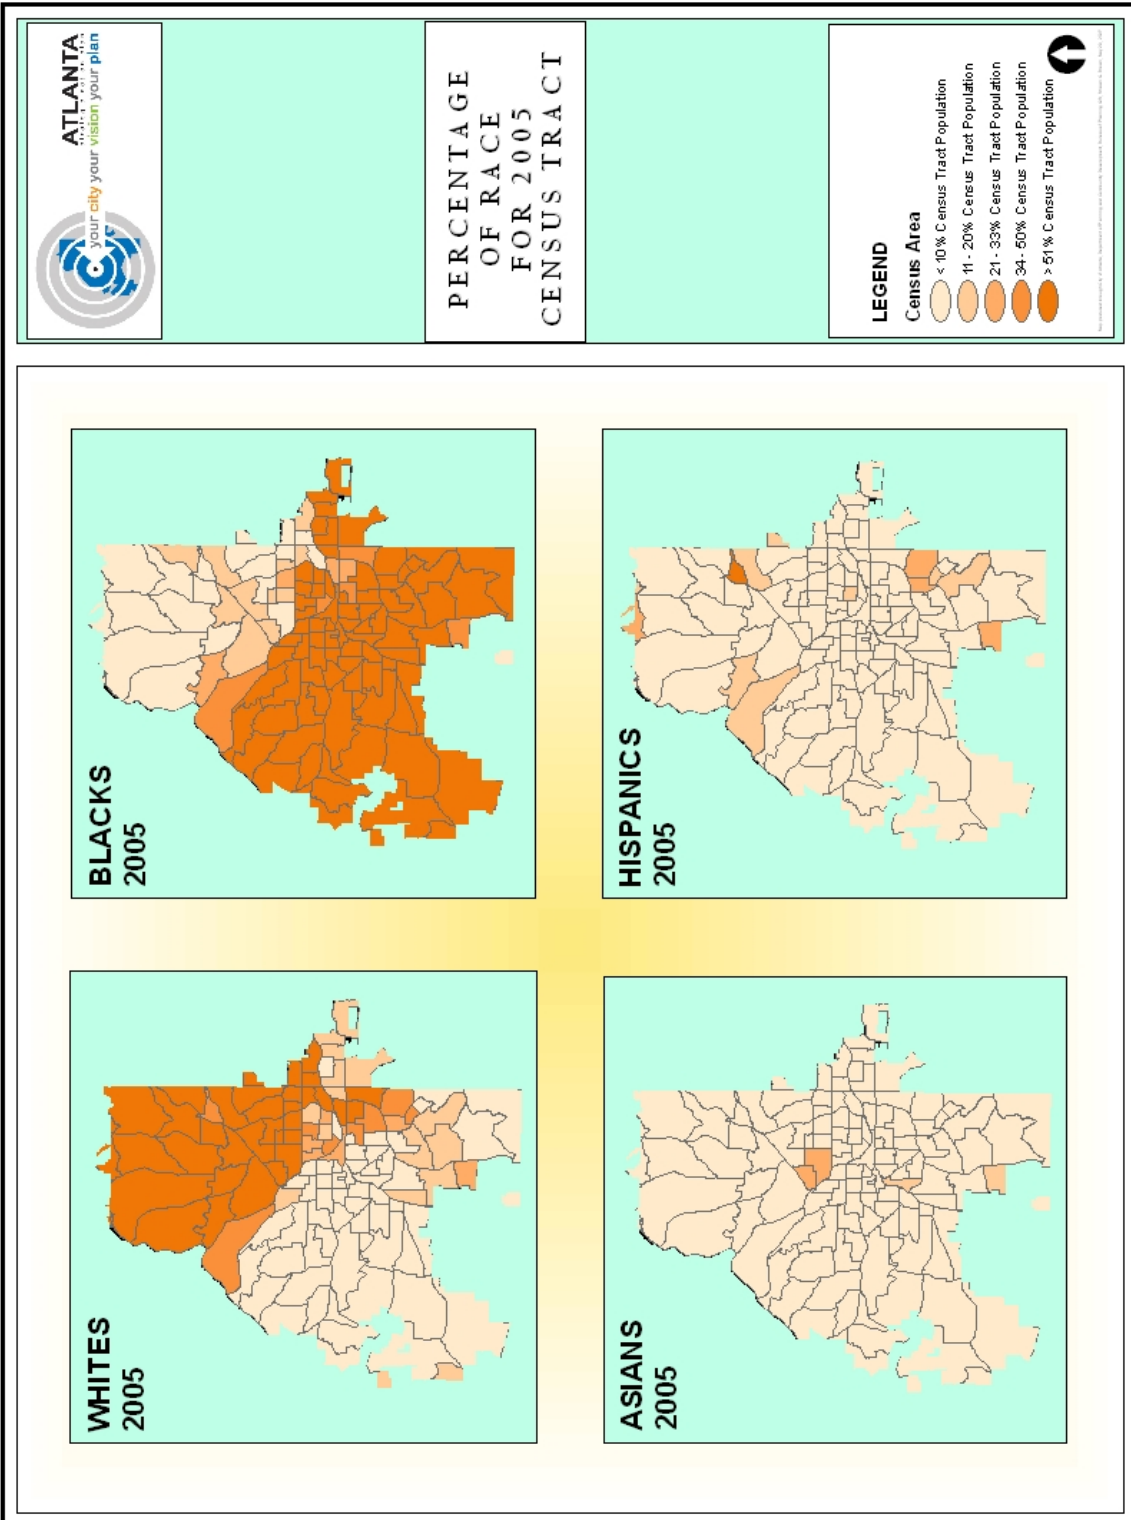 WHITES
2005
BLACKS
2005
ASIANS
2005
HISPANICS
2005
ATLANTA
your city your vision your plan
PERCENTAGE
OF RACE
FOR 2005
CENSUS TRACT
LEGEND
Census Area
< 10% Census Tract Population
11 - 20% Census Tract Population
21 - 33% Census Tract Population
34 - 50% Census Tract Population
> 51% Census Tract Population